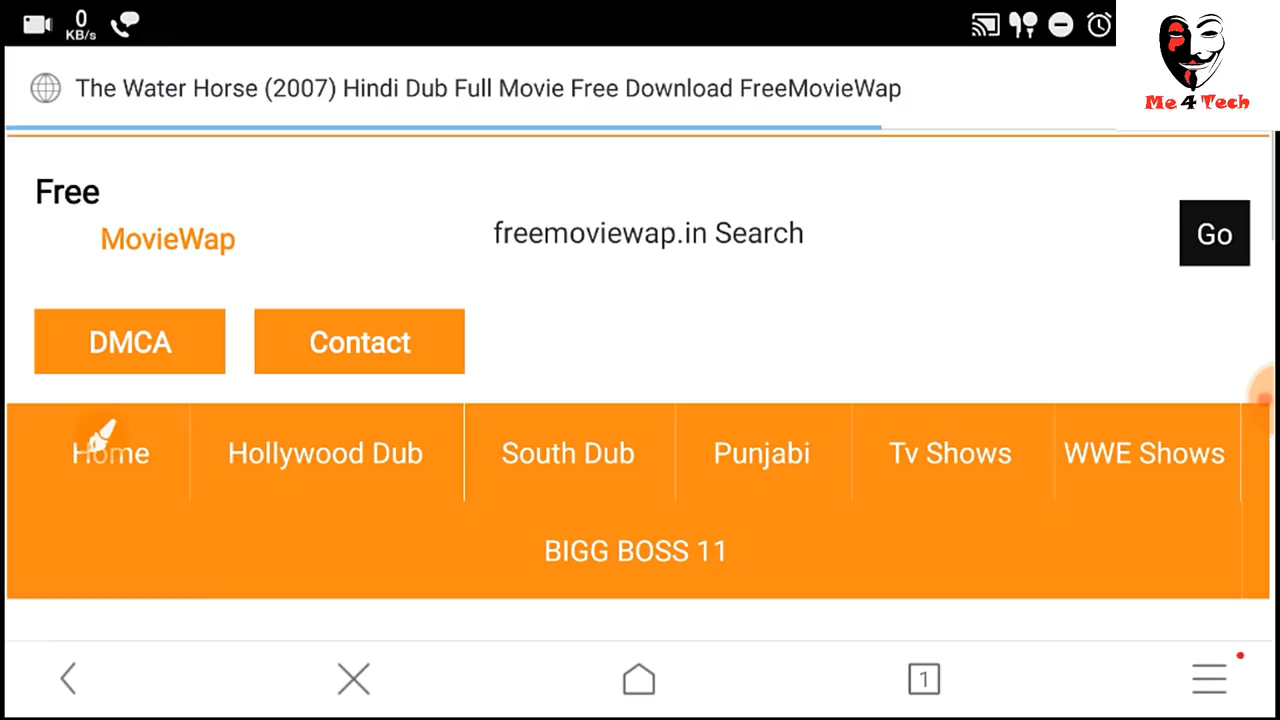 0
KB/s
Me 4 Tech
The Water Horse (2007) Hindi Dub Full Movie Free Download FreeMovieWap
Free
MovieWap
freemoviewap.in Search
Go
DMCA
Contact
Home
Hollywood Dub
South Dub
Punjabi
Tv Shows
WWE Shows
BIGG BOSS 11
1